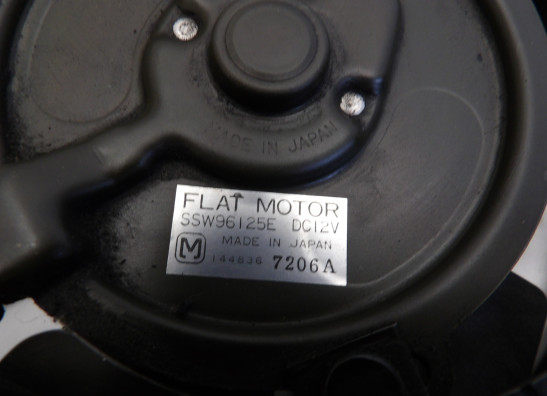 MADE IN JAPAN
FLAT MOTOR
SSW96125E DC12V
M MADE IN JAPAN
144836 7206A